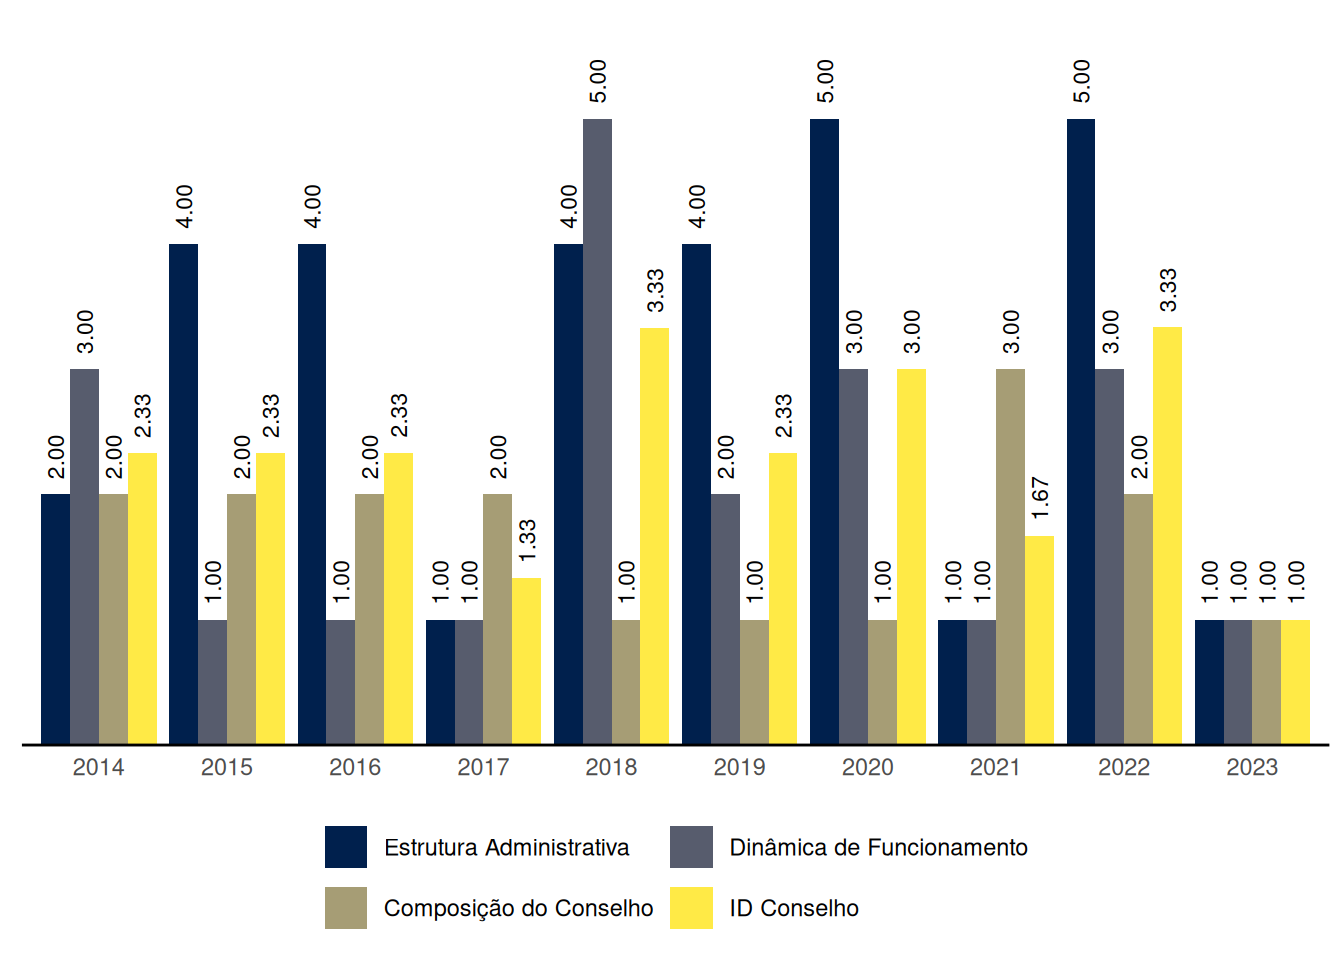 2.00 3.00 2.00 2.33
4.00 1.00 2.00 2.33
4.00 1.00 2.00 2.33
1.00 1.00 2.00 1.33
4.00 5.00 1.00 3.33
4.00 2.00 1.00 2.33
5.00 3.00 1.00 3.00
1.00 1.00 3.00 1.67
5.00 3.00 2.00 3.33
1.00 1.00 1.00 1.00
2014 2015 2016 2017 2018 2019 2020 2021 2022 2023
Estrutura Administrativa Dinâmica de Funcionamento
Composição do Conselho ID Conselho